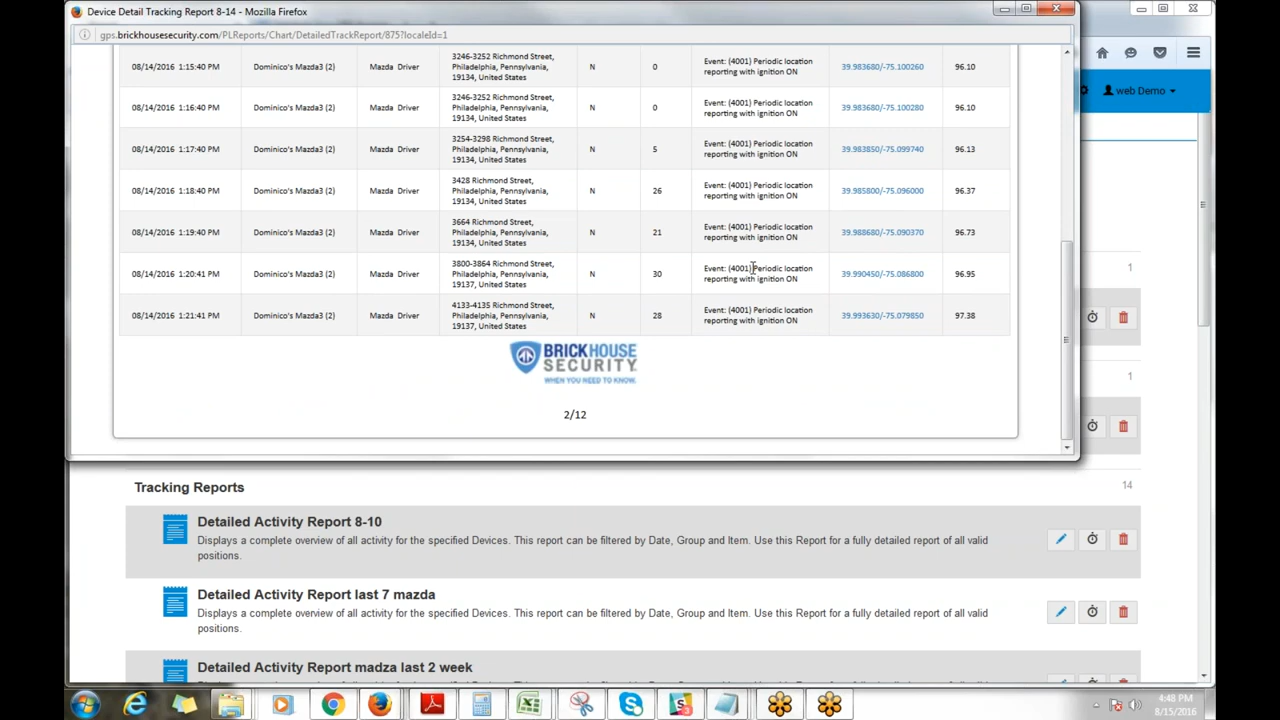 Device Detail Tracking Report 8-14 - Mozilla Firefox
gps.brickhousesecurity.com/PLReports/Chart/DetailedTrackReport/875?localeId=1
web Demo
08/14/2016 1:15:40 PM Dominico's Mazda3 (2) Mazda Driver 3246-3252 Richmond Street, Philadelphia, Pennsylvania, 19134, United States N 0 Event: (4001) Periodic location reporting with ignition ON 39.983680/-75.100260 96.10
08/14/2016 1:16:40 PM Dominico's Mazda3 (2) Mazda Driver 3246-3252 Richmond Street, Philadelphia, Pennsylvania, 19134, United States N 0 Event: (4001) Periodic location reporting with ignition ON 39.983680/-75.100280 96.10
08/14/2016 1:17:40 PM Dominico's Mazda3 (2) Mazda Driver 3254-3298 Richmond Street, Philadelphia, Pennsylvania, 19134, United States N 5 Event: (4001) Periodic location reporting with ignition ON 39.983850/-75.099740 96.13
08/14/2016 1:18:40 PM Dominico's Mazda3 (2) Mazda Driver 3428 Richmond Street, Philadelphia, Pennsylvania, 19134, United States N 26 Event: (4001) Periodic location reporting with ignition ON 39.985800/-75.096000 96.37
08/14/2016 1:19:40 PM Dominico's Mazda3 (2) Mazda Driver 3664 Richmond Street, Philadelphia, Pennsylvania, 19134, United States N 21 Event: (4001) Periodic location reporting with ignition ON 39.988680/-75.090370 96.73
08/14/2016 1:20:41 PM Dominico's Mazda3 (2) Mazda Driver 3800-3864 Richmond Street, Philadelphia, Pennsylvania, 19137, United States N 30 Event: (4001) Periodic location reporting with ignition ON 39.990450/-75.086800 96.95
08/14/2016 1:21:41 PM Dominico's Mazda3 (2) Mazda Driver 4133-4135 Richmond Street, Philadelphia, Pennsylvania, 19137, United States N 28 Event: (4001) Periodic location reporting with ignition ON 39.993630/-75.079850 97.38
BRICKHOUSE
SECURITY
WHEN YOU NEED TO KNOW.
2/12
1
1
Tracking Reports 14
Detailed Activity Report 8-10
Displays a complete overview of all activity for the specified Devices. This report can be filtered by Date, Group and Item. Use this Report for a fully detailed report of all valid
positions.
Detailed Activity Report last 7 mazda
Displays a complete overview of all activity for the specified Devices. This report can be filtered by Date, Group and Item. Use this Report for a fully detailed report of all valid
positions.
Detailed Activity Report madza last 2 week
4:48 PM
8/15/2016